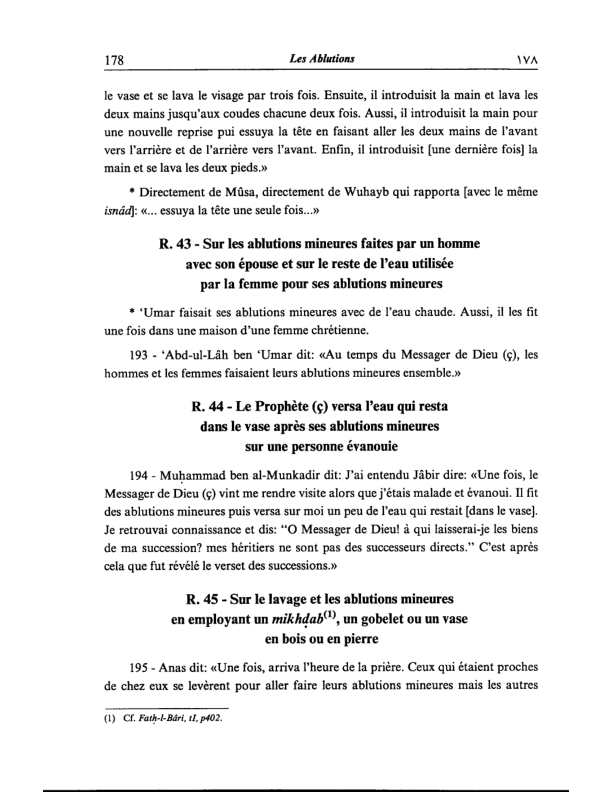 178 Les Ablutions ١٧٨
le vase et se lava le visage par trois fois. Ensuite, il introduisit la main et lava les
deux mains jusqu'aux coudes chacune deux fois. Aussi, il introduisit la main pour
une nouvelle reprise pui essuya la tête en faisant aller les deux mains de l'avant
vers l'arrière et de l'arrière vers l'avant. Enfin, il introduisit [une dernière fois] la
main et se lava les deux pieds.»
* Directement de Mûsa, directement de Wuhayb qui rapporta [avec le même
isnâd]: «... essuya la tête une seule fois...»
R. 43 - Sur les ablutions mineures faites par un homme
avec son épouse et sur le reste de l'eau utilisée
par la femme pour ses ablutions mineures
* ‘Umar faisait ses ablutions mineures avec de l'eau chaude. Aussi, il les fit
une fois dans une maison d'une femme chrétienne.
193 - ‘Abd-ul-Lâh ben ‘Umar dit: «Au temps du Messager de Dieu (ç), les
hommes et les femmes faisaient leurs ablutions mineures ensemble.»
R. 44 - Le Prophète (ç) versa l'eau qui resta
dans le vase après ses ablutions mineures
sur une personne évanouie
194 - Muḥammad ben al-Munkadir dit: J'ai entendu Jâbir dire: «Une fois, le
Messager de Dieu (ç) vint me rendre visite alors que j'étais malade et évanoui. Il fit
des ablutions mineures puis versa sur moi un peu de l'eau qui restait [dans le vase].
Je retrouvai connaissance et dis: “O Messager de Dieu! à qui laisserai-je les biens
de ma succession? mes héritiers ne sont pas des successeurs directs.” C'est après
cela que fut révélé le verset des successions.»
R. 45 - Sur le lavage et les ablutions mineures
en employant un mikhḍab(1), un gobelet ou un vase
en bois ou en pierre
195 - Anas dit: «Une fois, arriva l'heure de la prière. Ceux qui étaient proches
de chez eux se levèrent pour aller faire leurs ablutions mineures mais les autres
(1) Cf. Fatḥ-l-Bâri, tI, p402.